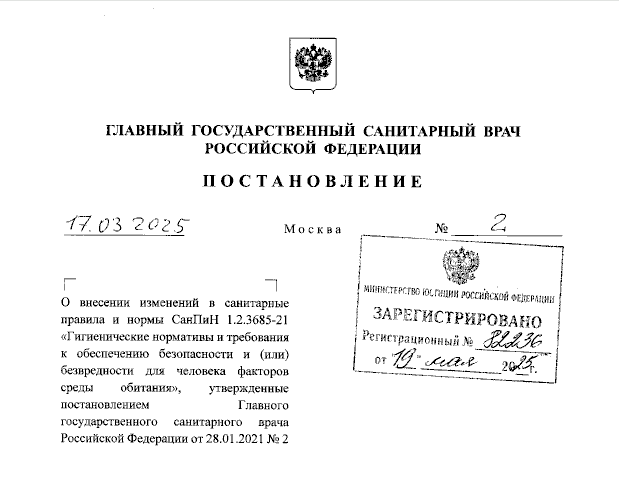 ГЛАВНЫЙ ГОСУДАРСТВЕННЫЙ САНИТАРНЫЙ ВРАЧ
РОССИЙСКОЙ ФЕДЕРАЦИИ
ПОСТАНОВЛЕНИЕ
17.03 2025 Москва № 2
МИНИСТЕРСТВО ЮСТИЦИИ РОССИЙСКОЙ ФЕДЕРАЦИИ
ЗАРЕГИСТРИРОВАНО
Регистрационный № 82236
от "19" мая 2025г.
О внесении изменений в санитарные
правила и нормы СанПиН 1.2.3685-21
«Гигиенические нормативы и требования
к обеспечению безопасности и (или)
безвредности для человека факторов
среды обитания», утвержденные
постановлением Главного
государственного санитарного врача
Российской Федерации от 28.01.2021 № 2